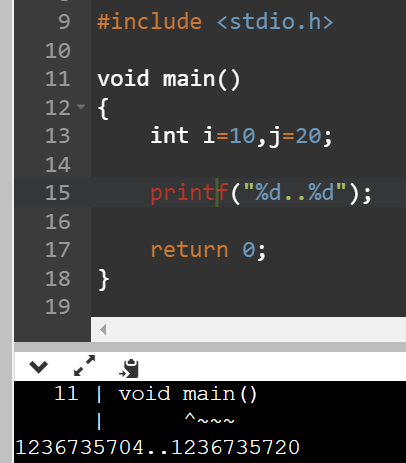 9 #include <stdio.h>
10
11 void main()
12 {
13     int i=10,j=20;
14
15     printf("%d..%d");
16
17     return 0;
18 }
19
   11 | void main()
      |      ^~~~
1236735704..1236735720